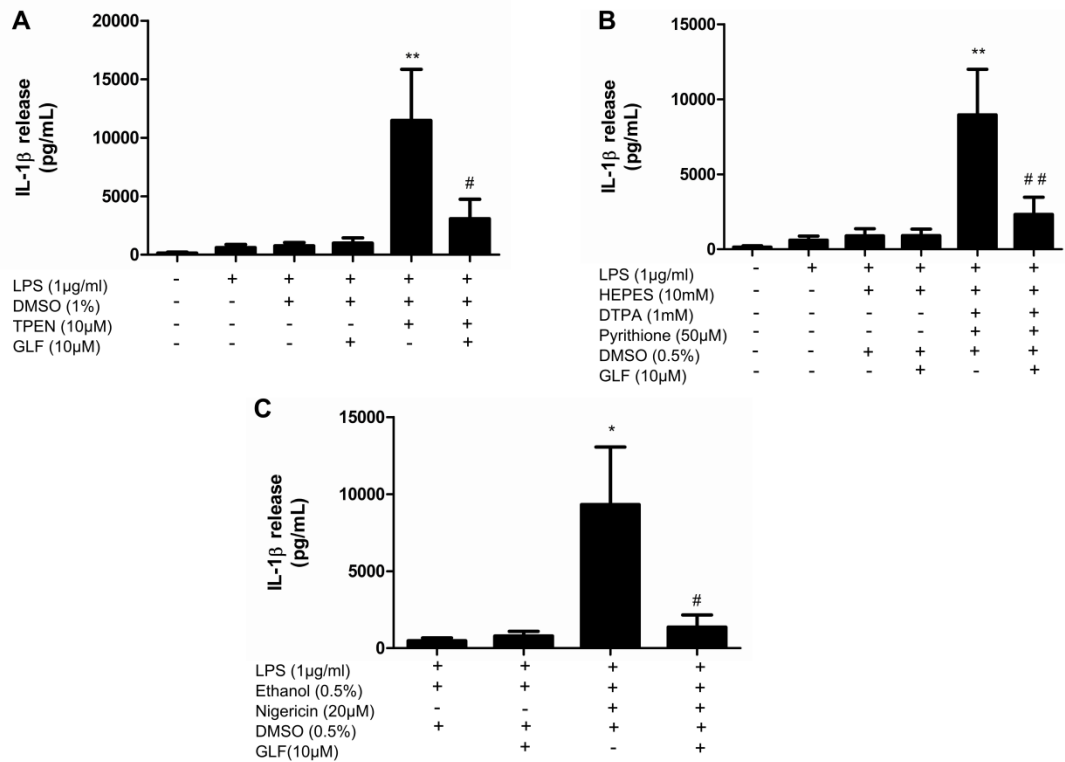 A
IL-1β release
(pg/mL)
20000
15000
10000
5000
0
**
#
LPS (1µg/ml) - + + + + +
DMSO (1%) - - + + + +
TPEN (10µM) - - - - + +
GLF (10µM) - - - + - +
B
IL-1β release
(pg/mL)
15000
10000
5000
0
**
# #
LPS (1µg/ml) - + + + + +
HEPES (10mM) - - + + + +
DTPA (1mM) - - - - + +
Pyrithione (50µM) - - - - + +
DMSO (0.5%) - - + + + +
GLF (10µM) - - - + - +
C
IL-1β release
(pg/mL)
15000
10000
5000
0
*
#
LPS (1µg/ml) + + + +
Ethanol (0.5%) + + + +
Nigericin (20µM) - - + +
DMSO (0.5%) + + + +
GLF(10µM) + - +